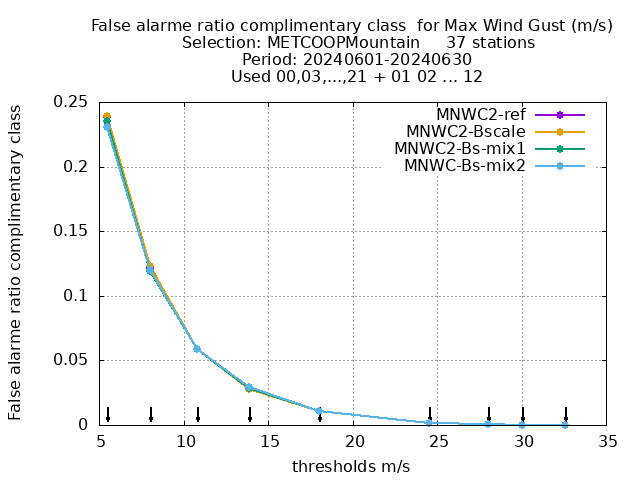 False alarme ratio complimentary class  for Max Wind Gust (m/s)
Selection: METCOOPMountain     37 stations
Period: 20240601-20240630
Used 00,03,...,21 + 01 02 ... 12
False alarme ratio complimentary class
0.25
0.2
0.15
0.1
0.05
0
MNWC2-ref
MNWC2-Bscale
MNWC2-Bs-mix1
MNWC-Bs-mix2
5 10 15 20 25 30 35
thresholds m/s